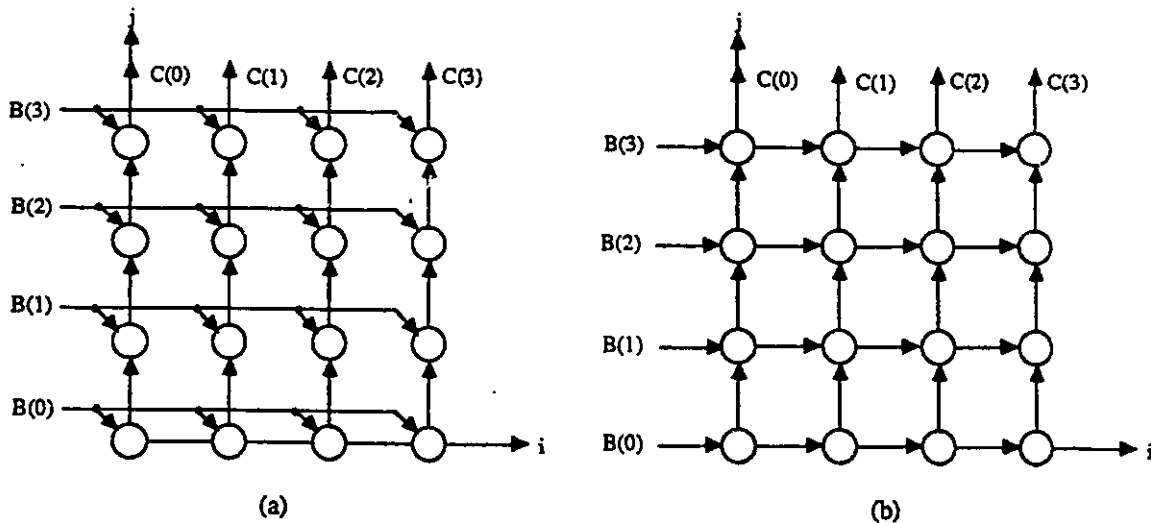 j
C(0) C(1) C(2) C(3)
B(3)
B(2)
B(1)
B(0)
i
(a)
j
C(0) C(1) C(2) C(3)
B(3)
B(2)
B(1)
B(0)
i
(b)